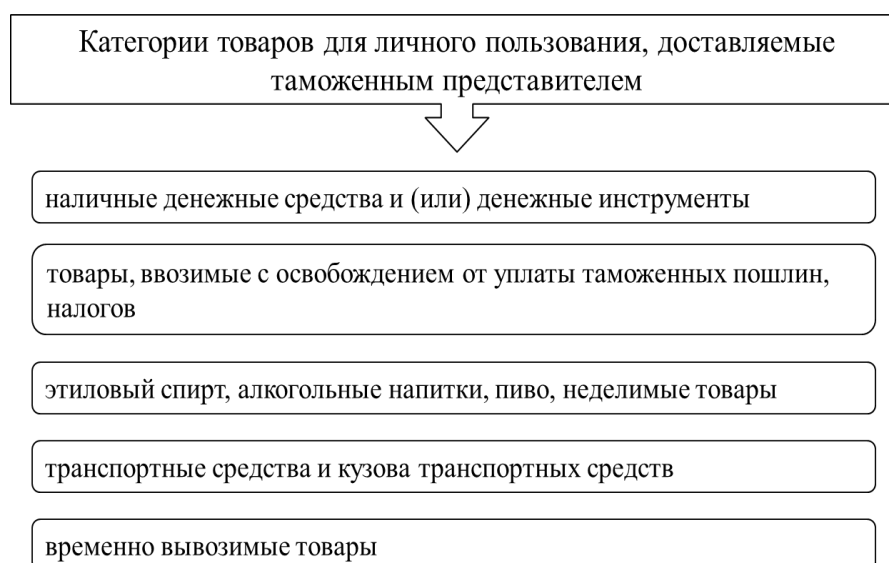 Категории товаров для личного пользования, доставляемые
таможенным представителем
наличные денежные средства и (или) денежные инструменты
товары, ввозимые с освобождением от уплаты таможенных пошлин,
налогов
этиловый спирт, алкогольные напитки, пиво, неделимые товары
транспортные средства и кузова транспортных средств
временно вывозимые товары